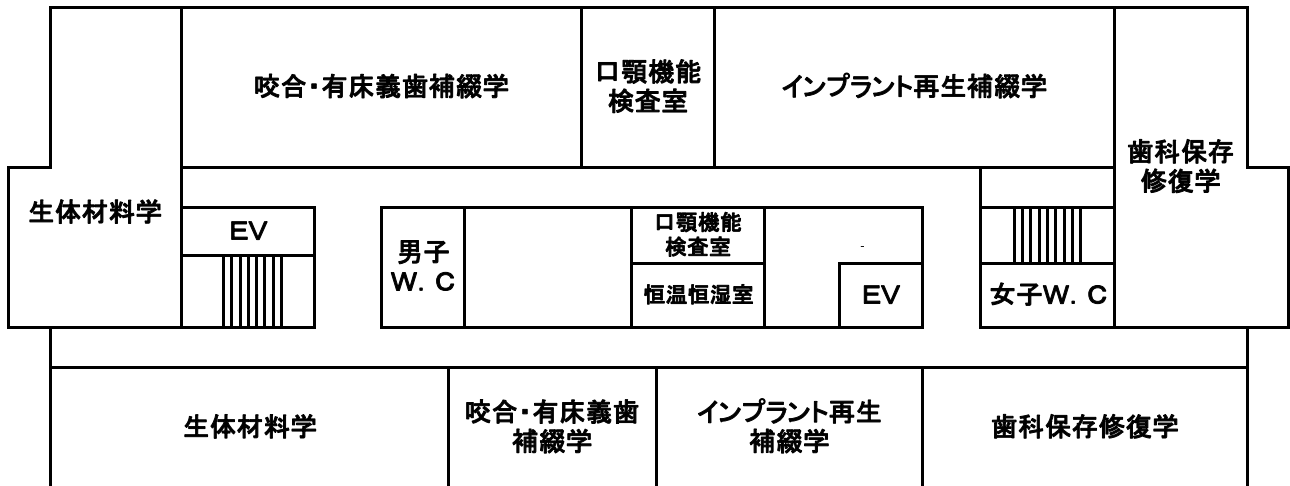 咬合・有床義歯補綴学
口顎機能
検査室
インプラント再生補綴学
歯科保存
修復学
生体材料学
EV
男子
W．C
口顎機能
検査室
恒温恒湿室
-
EV
女子W．C
生体材料学
咬合・有床義歯
補綴学
インプラント再生
補綴学
歯科保存修復学